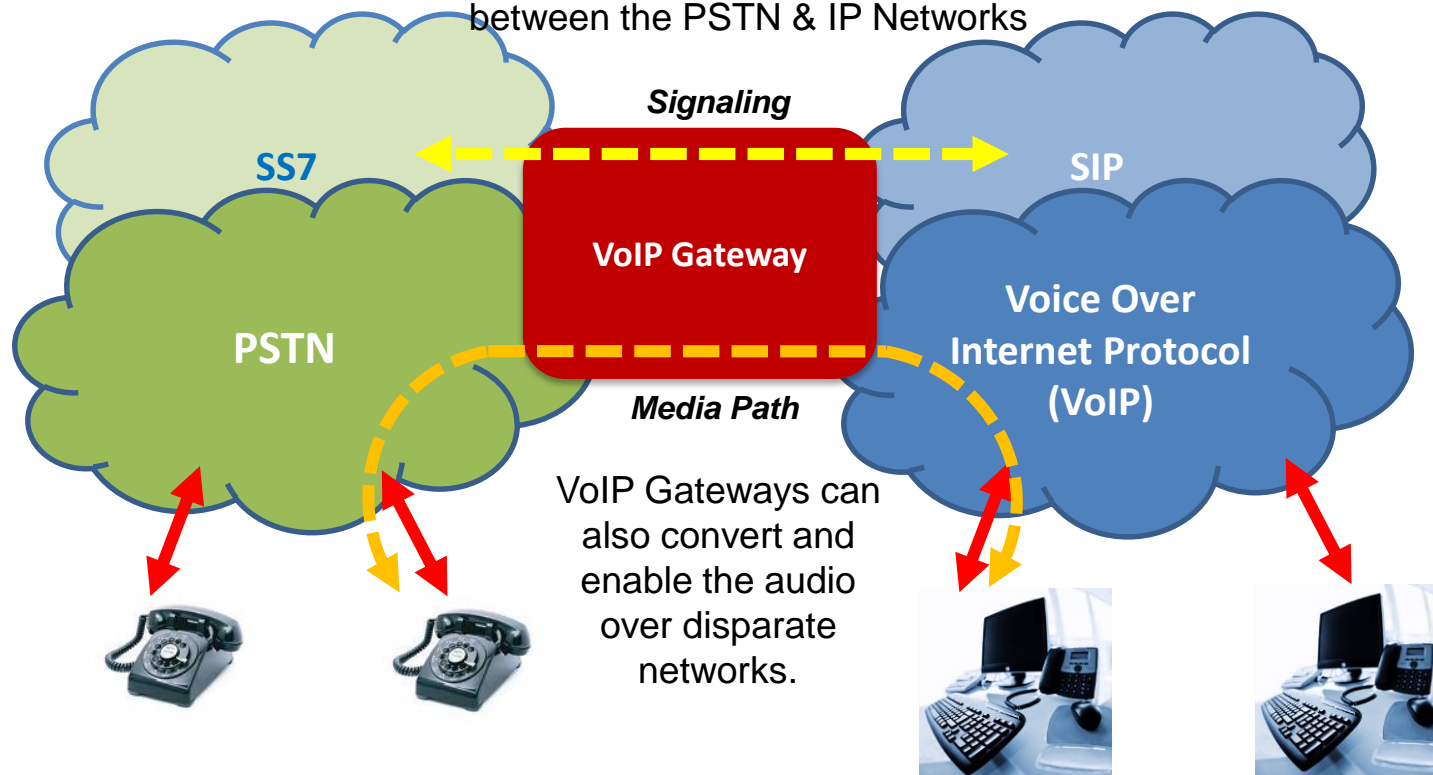 between the PSTN & IP Networks
Signaling
SS7
SIP
VoIP Gateway
PSTN
Voice Over
Internet Protocol
(VoIP)
Media Path
VoIP Gateways can
also convert and
enable the audio
over disparate
networks.